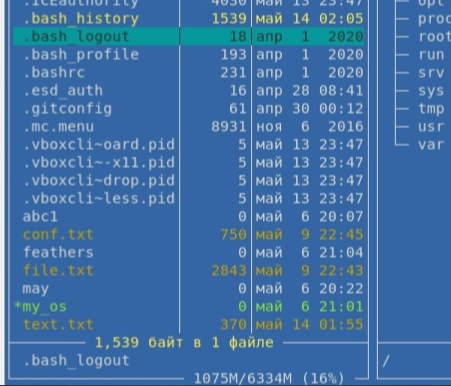 .ICEauthority 4030 май 13 23:47
.bash_history 1539 май 14 02:05
.bash_logout 18 апр 1 2020
.bash_profile 193 апр 1 2020
.bashrc 231 апр 1 2020
.esd_auth 16 апр 28 08:41
.gitconfig 61 апр 30 00:12
.mc.menu 8931 ноя 6 2016
.vboxcli~oard.pid 5 май 13 23:47
.vboxcli~-x11.pid 5 май 13 23:47
.vboxcli~drop.pid 5 май 13 23:47
.vboxcli~less.pid 5 май 13 23:47
abc1 0 май 6 20:07
conf.txt 750 май 9 22:45
feathers 0 май 6 21:04
file.txt 2843 май 9 22:43
may 0 май 6 20:22
*my_os 0 май 6 21:01
text.txt 370 май 14 01:55
1,539 байт в 1 файле
.bash_logout
1075M/6334M (16%)
opt
proc
root
run
srv
sys
tmp
usr
var
/